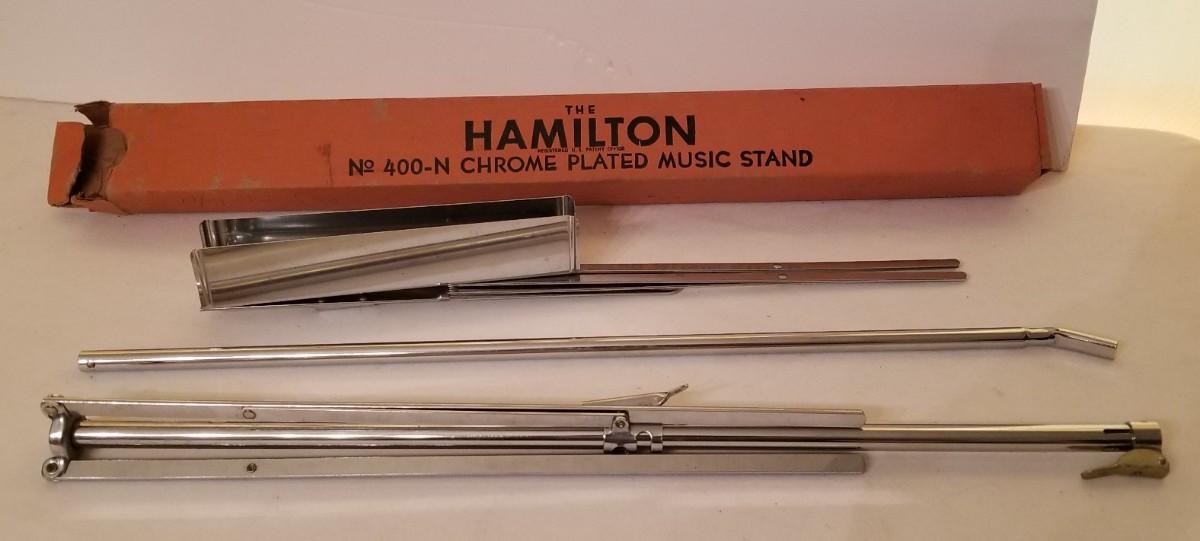 THE
HAMILTON
REGISTERED U.S. PATENT OFFICE
Nº 400-N CHROME PLATED MUSIC STAND